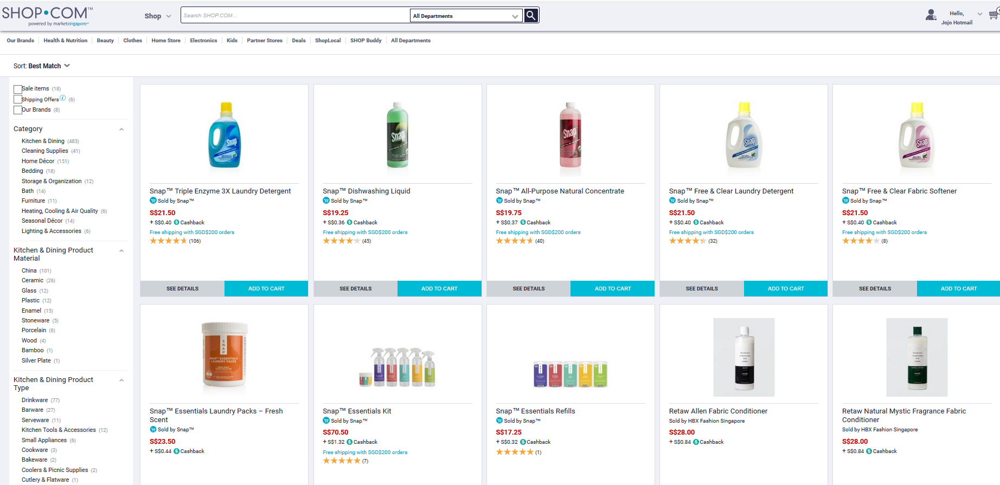 SHOP•COM™
powered by marketsingapore®
Shop
Search SHOP.COM...
All Departments
Hello,
Jojo Hotmail
Our Brands
Health & Nutrition
Beauty
Clothes
Home Store
Electronics
Kids
Partner Stores
Deals
ShopLocal
SHOP Buddy
All Departments
Sort: Best Match
Sale items (18)
Shipping Offers i (6)
Our Brands (8)
Category
Kitchen & Dining (483)
Cleaning Supplies (41)
Home Décor (151)
Bedding (18)
Storage & Organization (12)
Bath (14)
Furniture (11)
Heating, Cooling & Air Quality (6)
Seasonal Décor (14)
Lighting & Accessories (6)
Kitchen & Dining Product
Material
China (101)
Ceramic (26)
Glass (12)
Plastic (12)
Enamel (15)
Stoneware (5)
Porcelain (6)
Wood (4)
Bamboo (1)
Silver Plate (1)
Kitchen & Dining Product
Type
Drinkware (77)
Barware (27)
Serveware (11)
Kitchen Tools & Accessories (12)
Small Appliances (6)
Cookware (3)
Bakeware (2)
Coolers & Picnic Supplies (2)
Cutlery & Flatware (1)
Snap
Snap™ Triple Enzyme 3X Laundry Detergent
Sold by Snap™
S$21.50
+ S$0.40 Cashback
Free shipping with SGD$200 orders
(106)
SEE DETAILS
ADD TO CART
Snap
Snap™ Dishwashing Liquid
Sold by Snap™
S$19.25
+ S$0.36 Cashback
Free shipping with SGD$200 orders
(45)
SEE DETAILS
ADD TO CART
Snap
Snap™ All-Purpose Natural Concentrate
Sold by Snap™
S$19.75
+ S$0.37 Cashback
Free shipping with SGD$200 orders
(40)
SEE DETAILS
ADD TO CART
Snap
Snap™ Free & Clear Laundry Detergent
Sold by Snap™
S$21.50
+ S$0.40 Cashback
Free shipping with SGD$200 orders
(32)
SEE DETAILS
ADD TO CART
Snap
Snap™ Free & Clear Fabric Softener
Sold by Snap™
S$21.50
+ S$0.40 Cashback
Free shipping with SGD$200 orders
(8)
SEE DETAILS
ADD TO CART
SNAP
SNAP™ ESSENTIALS
LAUNDRY PACKS
Snap™ Essentials Laundry Packs – Fresh
Scent
Sold by Snap™
S$23.50
+ S$0.44 Cashback
Snap™ Essentials Kit
Sold by Snap™
S$70.50
+ S$1.32 Cashback
Free shipping with SGD$200 orders
(7)
Snap™ Essentials Refills
Sold by Snap™
S$17.25
+ S$0.32 Cashback
(1)
Retaw Allen Fabric Conditioner
Sold by HBX Fashion Singapore
S$28.00
+ S$0.84 Cashback
Retaw Natural Mystic Fragrance Fabric
Conditioner
Sold by HBX Fashion Singapore
S$28.00
+ S$0.84 Cashback